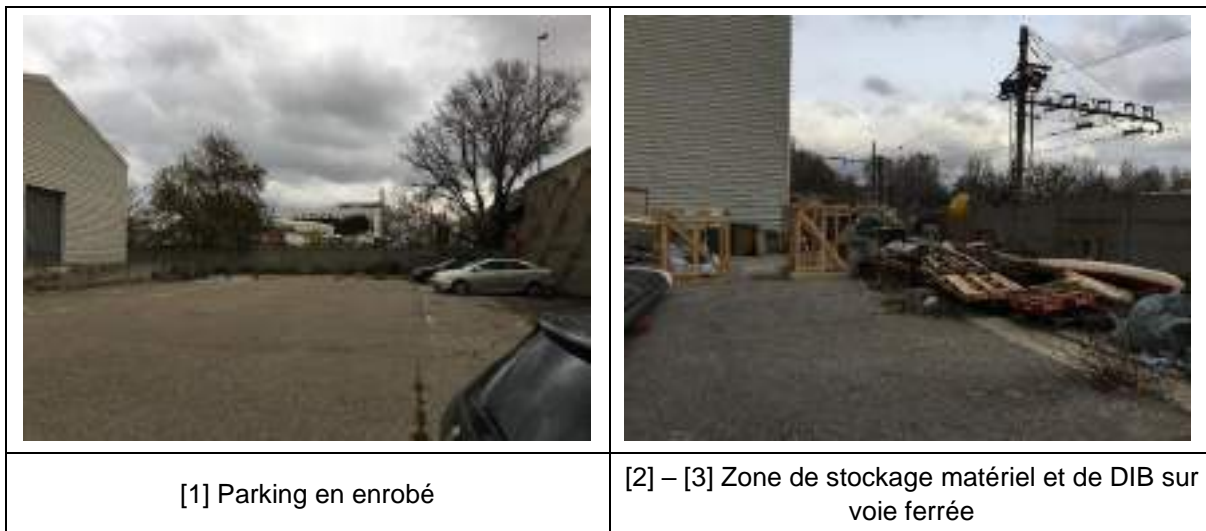 [1] Parking en enrobé
[2] – [3] Zone de stockage matériel et de DIB sur
voie ferrée